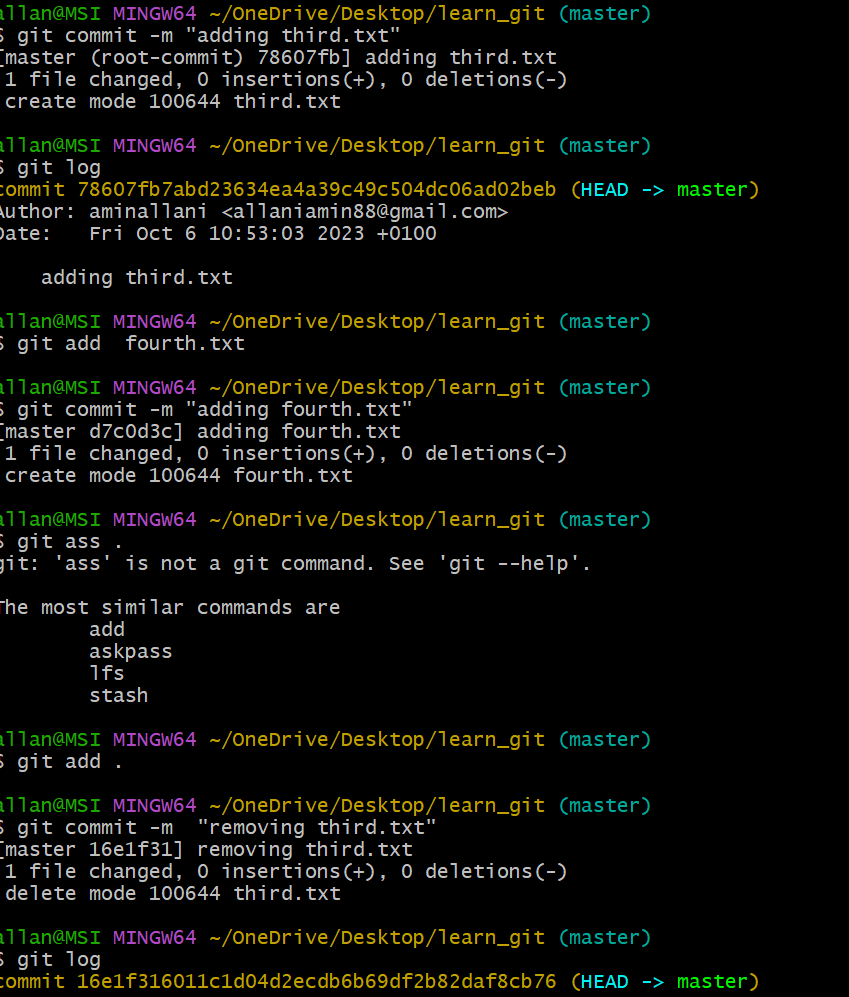 allan@MSI MINGW64 ~/OneDrive/Desktop/learn_git (master)
$ git commit -m "adding third.txt"
[master (root-commit) 78607fb] adding third.txt
 1 file changed, 0 insertions(+), 0 deletions(-)
 create mode 100644 third.txt

allan@MSI MINGW64 ~/OneDrive/Desktop/learn_git (master)
$ git log
commit 78607fb7abd23634ea4a39c49c504dc06ad02beb (HEAD -> master)
Author: aminallani <allaniamin88@gmail.com>
Date:   Fri Oct 6 10:53:03 2023 +0100

    adding third.txt

allan@MSI MINGW64 ~/OneDrive/Desktop/learn_git (master)
$ git add  fourth.txt

allan@MSI MINGW64 ~/OneDrive/Desktop/learn_git (master)
$ git commit -m "adding fourth.txt"
[master d7c0d3c] adding fourth.txt
 1 file changed, 0 insertions(+), 0 deletions(-)
 create mode 100644 fourth.txt

allan@MSI MINGW64 ~/OneDrive/Desktop/learn_git (master)
$ git ass .
git: 'ass' is not a git command. See 'git --help'.

The most similar commands are
        add
        askpass
        lfs
        stash

allan@MSI MINGW64 ~/OneDrive/Desktop/learn_git (master)
$ git add .

allan@MSI MINGW64 ~/OneDrive/Desktop/learn_git (master)
$ git commit -m  "removing third.txt"
[master 16e1f31] removing third.txt
 1 file changed, 0 insertions(+), 0 deletions(-)
 delete mode 100644 third.txt

allan@MSI MINGW64 ~/OneDrive/Desktop/learn_git (master)
$ git log
commit 16e1f316011c1d04d2ecdb6b69df2b82daf8cb76 (HEAD -> master)